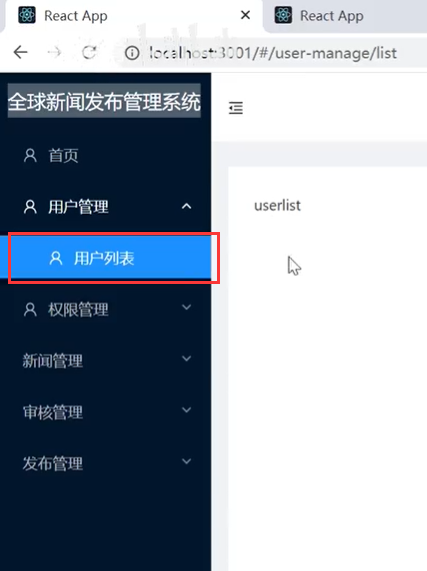 React App
React App
localhost:3001/#/user-manage/list
全球新闻发布管理系统
首页
用户管理
userlist
用户列表
权限管理
新闻管理
审核管理
发布管理